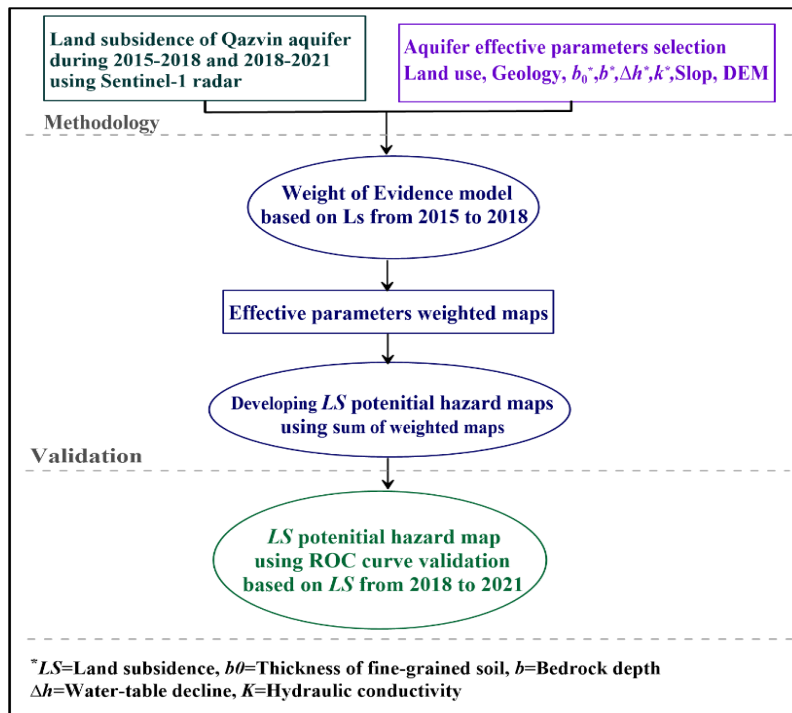 Land subsidence of Qazvin aquifer
during 2015-2018 and 2018-2021
using Sentinel-1 radar
Aquifer effective parameters selection
Land use, Geology, b₀*,b*,Δh*,k*,Slop, DEM
Methodology
Weight of Evidence model
based on Ls from 2015 to 2018
Effective parameters weighted maps
Developing LS potenitial hazard maps
using sum of weighted maps
Validation
LS potenitial hazard map
using ROC curve validation
based on LS from 2018 to 2021
*LS=Land subsidence, b0=Thickness of fine-grained soil, b=Bedrock depth
Δh=Water-table decline, K=Hydraulic conductivity